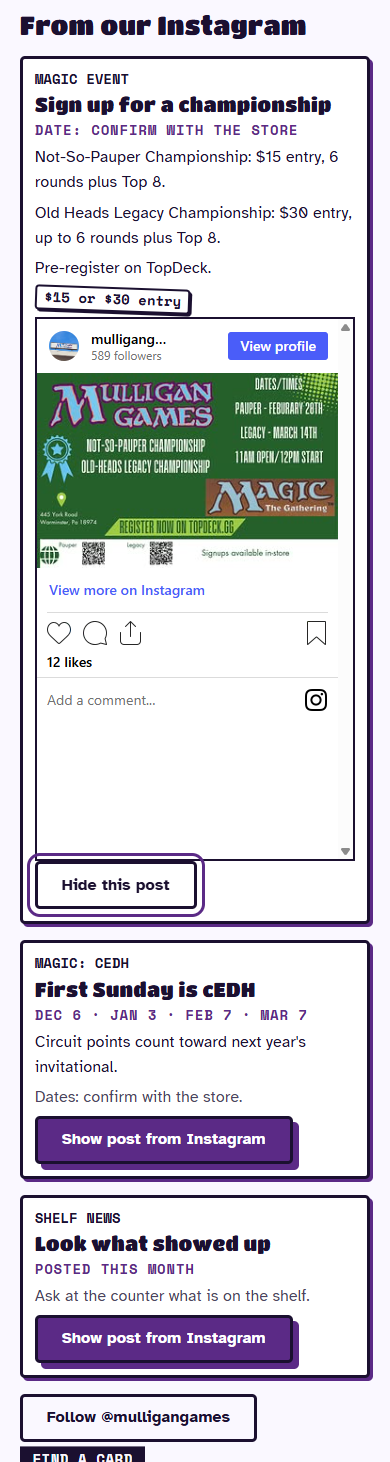 From our Instagram
MAGIC EVENT
Sign up for a championship
DATE: CONFIRM WITH THE STORE
Not-So-Pauper Championship: $15 entry, 6
rounds plus Top 8.
Old Heads Legacy Championship: $30 entry,
up to 6 rounds plus Top 8.
Pre-register on TopDeck.
$15 or $30 entry
mulligang...
589 followers
View profile
MULLIGAN
GAMES
DATES/TIMES
PAUPER - FEBURARY 28TH
LEGACY - MARCH 14TH
11AM OPEN/12PM START
NOT-SO-PAUPER CHAMPIONSHIP
OLD-HEADS LEGACY CHAMPIONSHIP
MAGIC
The Gathering
445 York Road
Warminster, Pa 18974
REGISTER NOW ON TOPDECK.GG
Pauper
Legacy
Signups available in-store
View more on Instagram
12 likes
Add a comment...
Hide this post
MAGIC: CEDH
First Sunday is cEDH
DEC 6 · JAN 3 · FEB 7 · MAR 7
Circuit points count toward next year's
invitational.
Dates: confirm with the store.
Show post from Instagram
SHELF NEWS
Look what showed up
POSTED THIS MONTH
Ask at the counter what is on the shelf.
Show post from Instagram
Follow @mulligangames
FIND A CARD